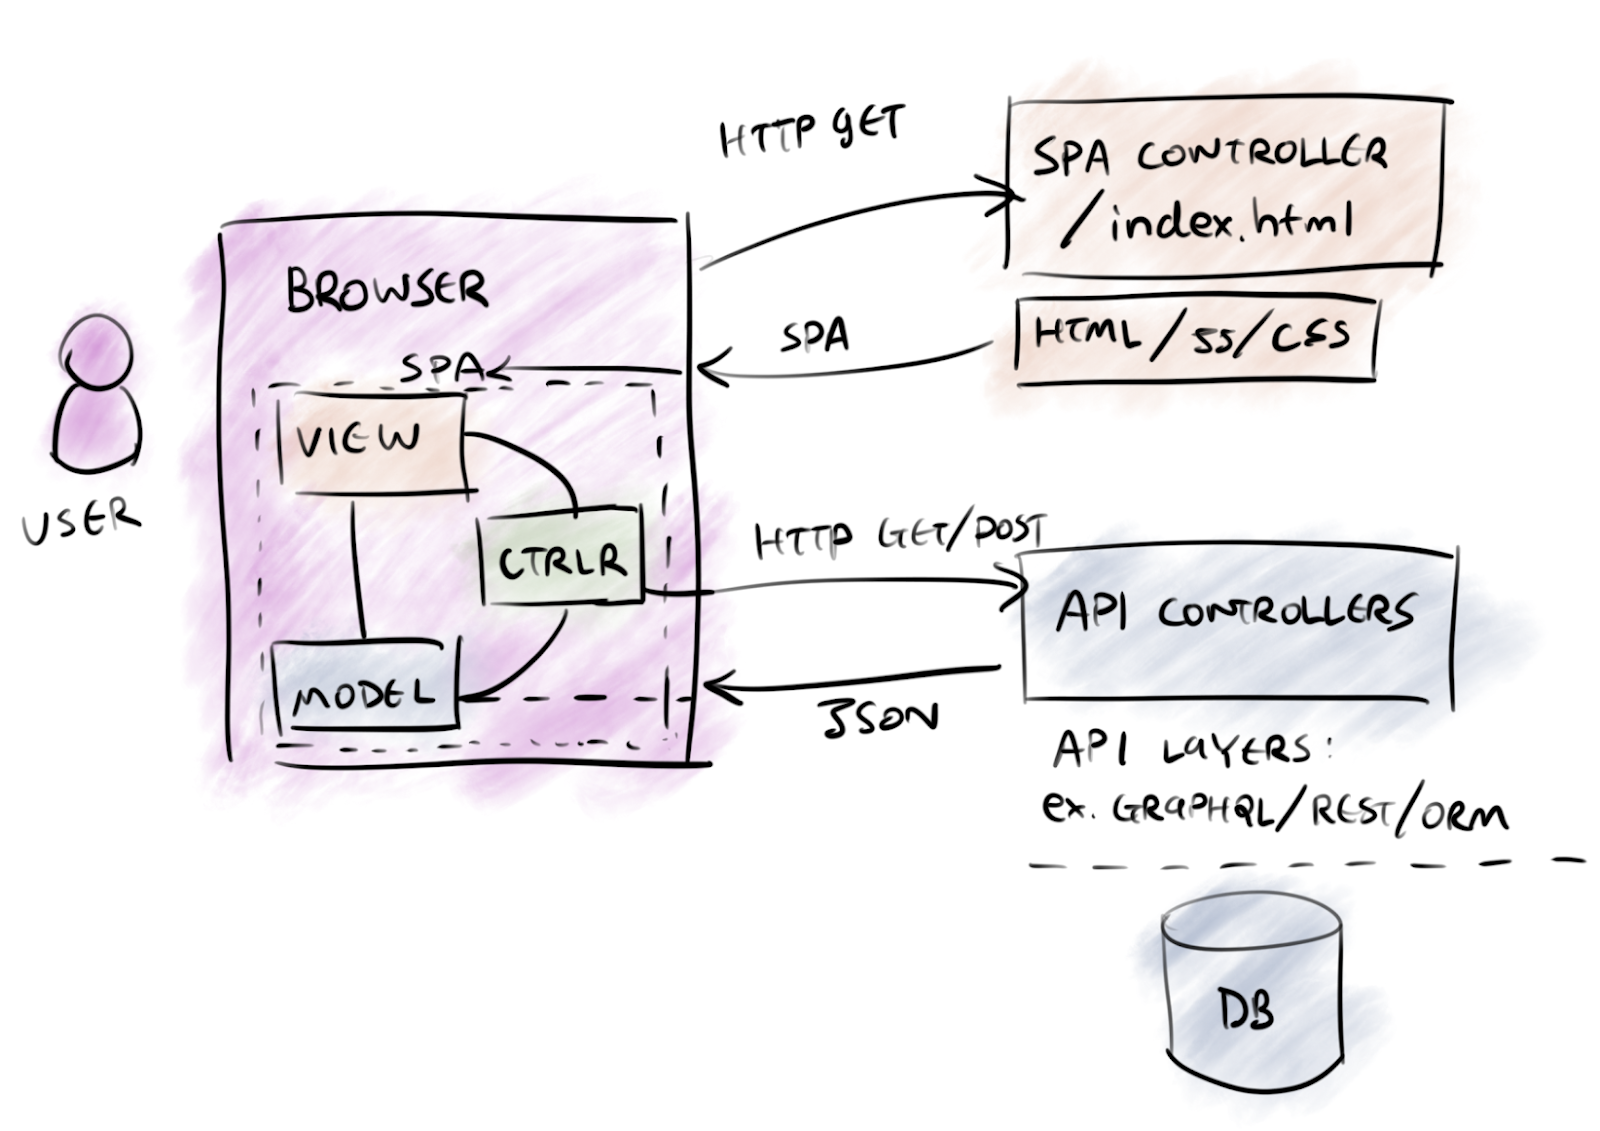 HTTP GET
SPA CONTROLLER
/index.html
BROWSER
SPA
HTML/JS/CSS
SPA
VIEW
USER
CTRLR
HTTP GET/POST
API CONTROLLERS
MODEL
JSON
API LAYERS:
ex. GRAPHQL/REST/ORM
DB